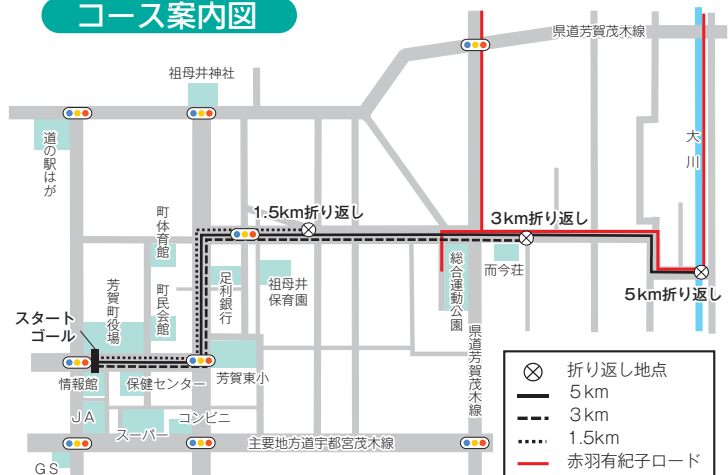 コース案内図
県道芳賀茂木線
祖母井神社
道の駅はが
大川
1.5km折り返し
3km折り返し
町体育館
総合運動公園
而今荘
足利銀行
祖母井
保育園
5km折り返し
芳賀町役場
町民会館
スタート
ゴール
県道芳賀茂木線
情報館
保健センター
芳賀東小
JA
スーパー
コンビニ
主要地方道宇都宮茂木線
GS
折り返し地点
5km
3km
1.5km
赤羽有紀子ロード